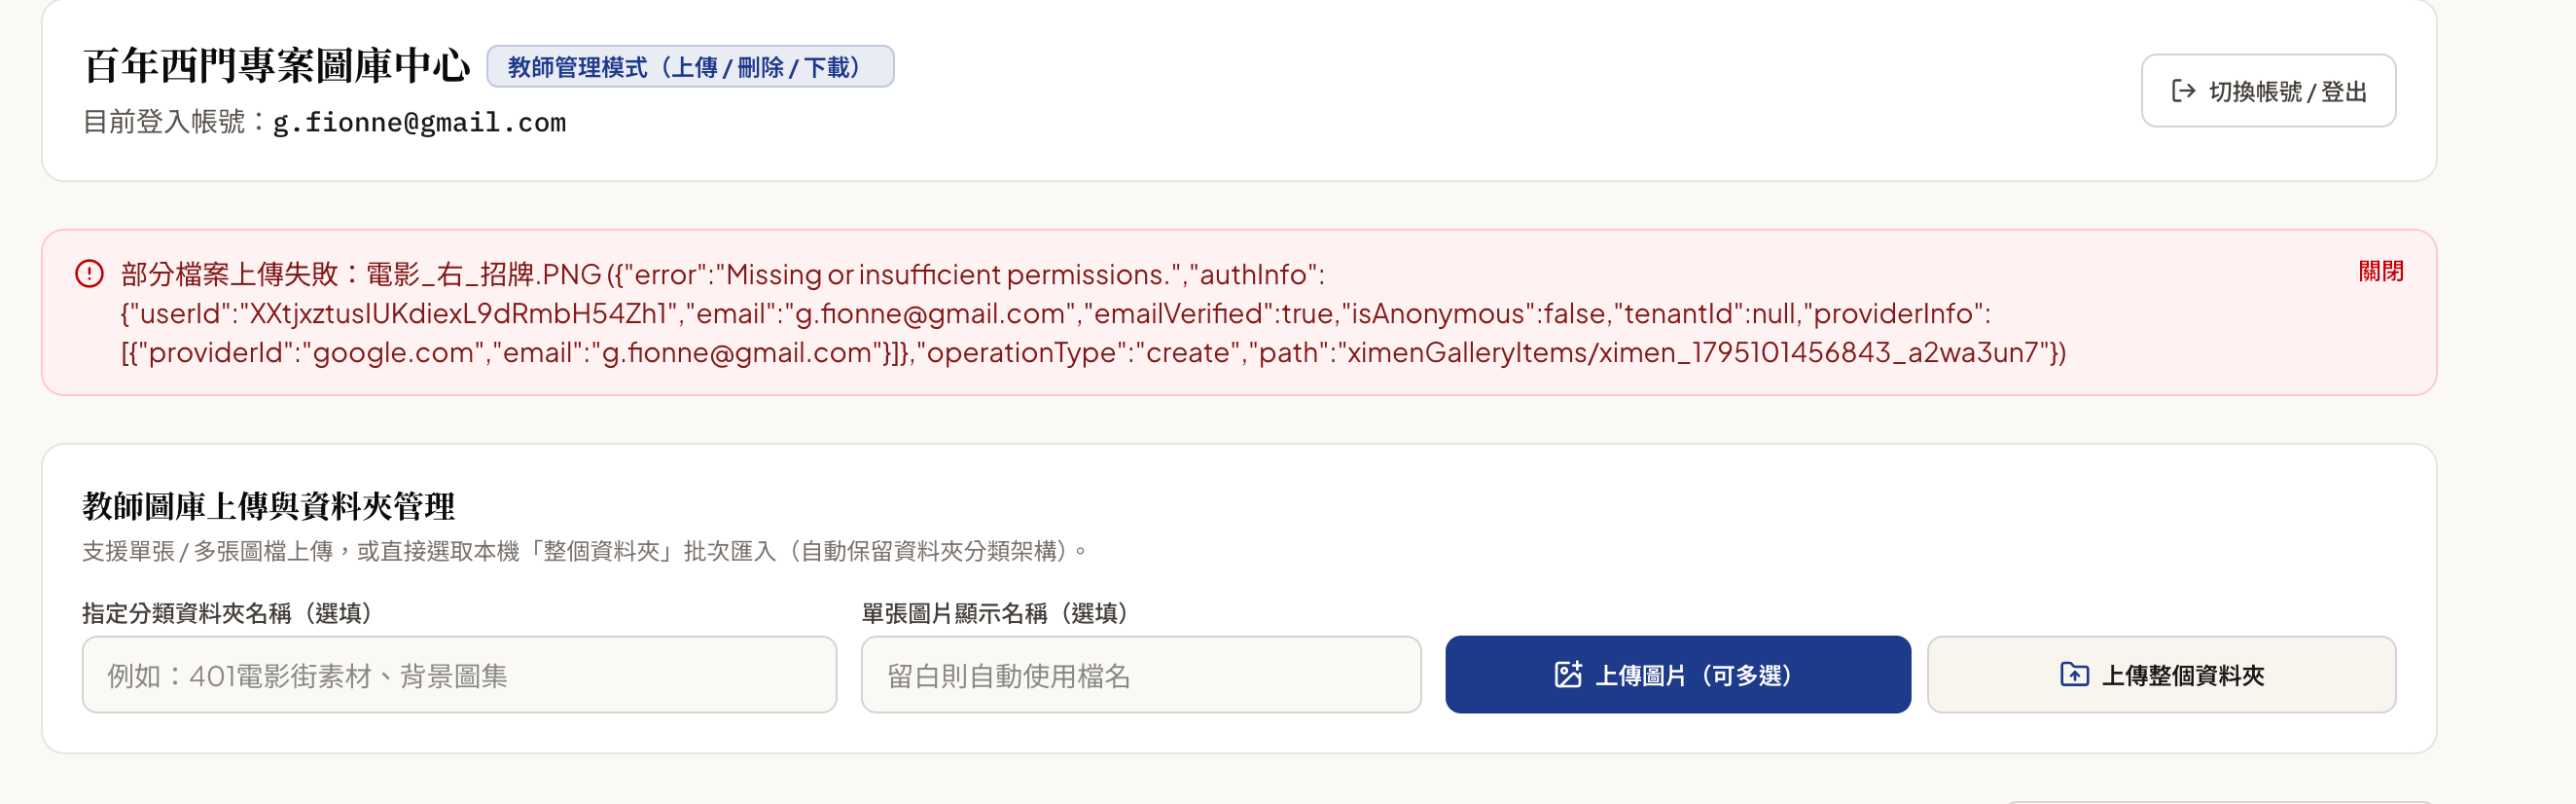 百年西門專案圖庫中心 教師管理模式（上傳 / 刪除 / 下載）
目前登入帳號：g.fionne@gmail.com
切換帳號 / 登出
部分檔案上傳失敗：電影_右_招牌.PNG ({"error":"Missing or insufficient permissions.","authInfo":
{"userId":"XXtjxztuslUKdiexL9dRmbH54Zh1","email":"g.fionne@gmail.com","emailVerified":true,"isAnonymous":false,"tenantId":null,"providerInfo":
[{"providerId":"google.com","email":"g.fionne@gmail.com"}]},"operationType":"create","path":"ximenGalleryItems/ximen_1795101456843_a2wa3un7"})
關閉
教師圖庫上傳與資料夾管理
支援單張 / 多張圖檔上傳，或直接選取本機「整個資料夾」批次匯入（自動保留資料夾分類架構）。
指定分類資料夾名稱（選填）
例如：401電影街素材、背景圖集
單張圖片顯示名稱（選填）
留白則自動使用檔名
上傳圖片（可多選）
上傳整個資料夾